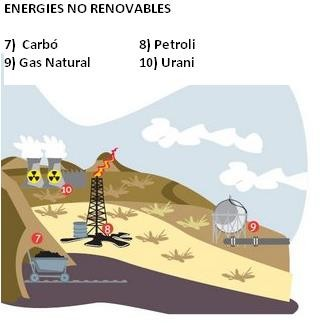 ENERGIES NO RENOVABLES
7) Carbó 8) Petroli
9) Gas Natural 10) Urani
10
7
8
9